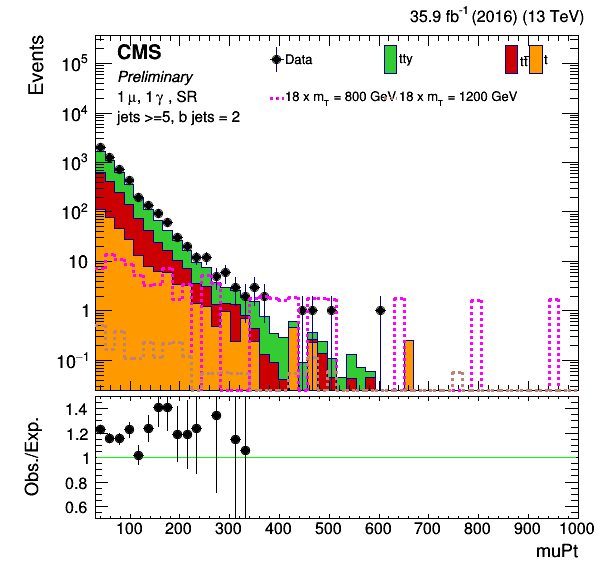 35.9 fb⁻¹ (2016) (13 TeV)
Events
CMS
Preliminary
1 μ, 1 γ , SR
jets >=5, b jets = 2
Data
ttγ
tt̄
t
18 x m_T = 800 GeV
18 x m_T = 1200 GeV
10⁵
10⁴
10³
10²
10
1
10⁻¹
Obs./Exp.
1.4
1.2
1
0.8
0.6
100 200 300 400 500 600 700 800 900 1000
muPt